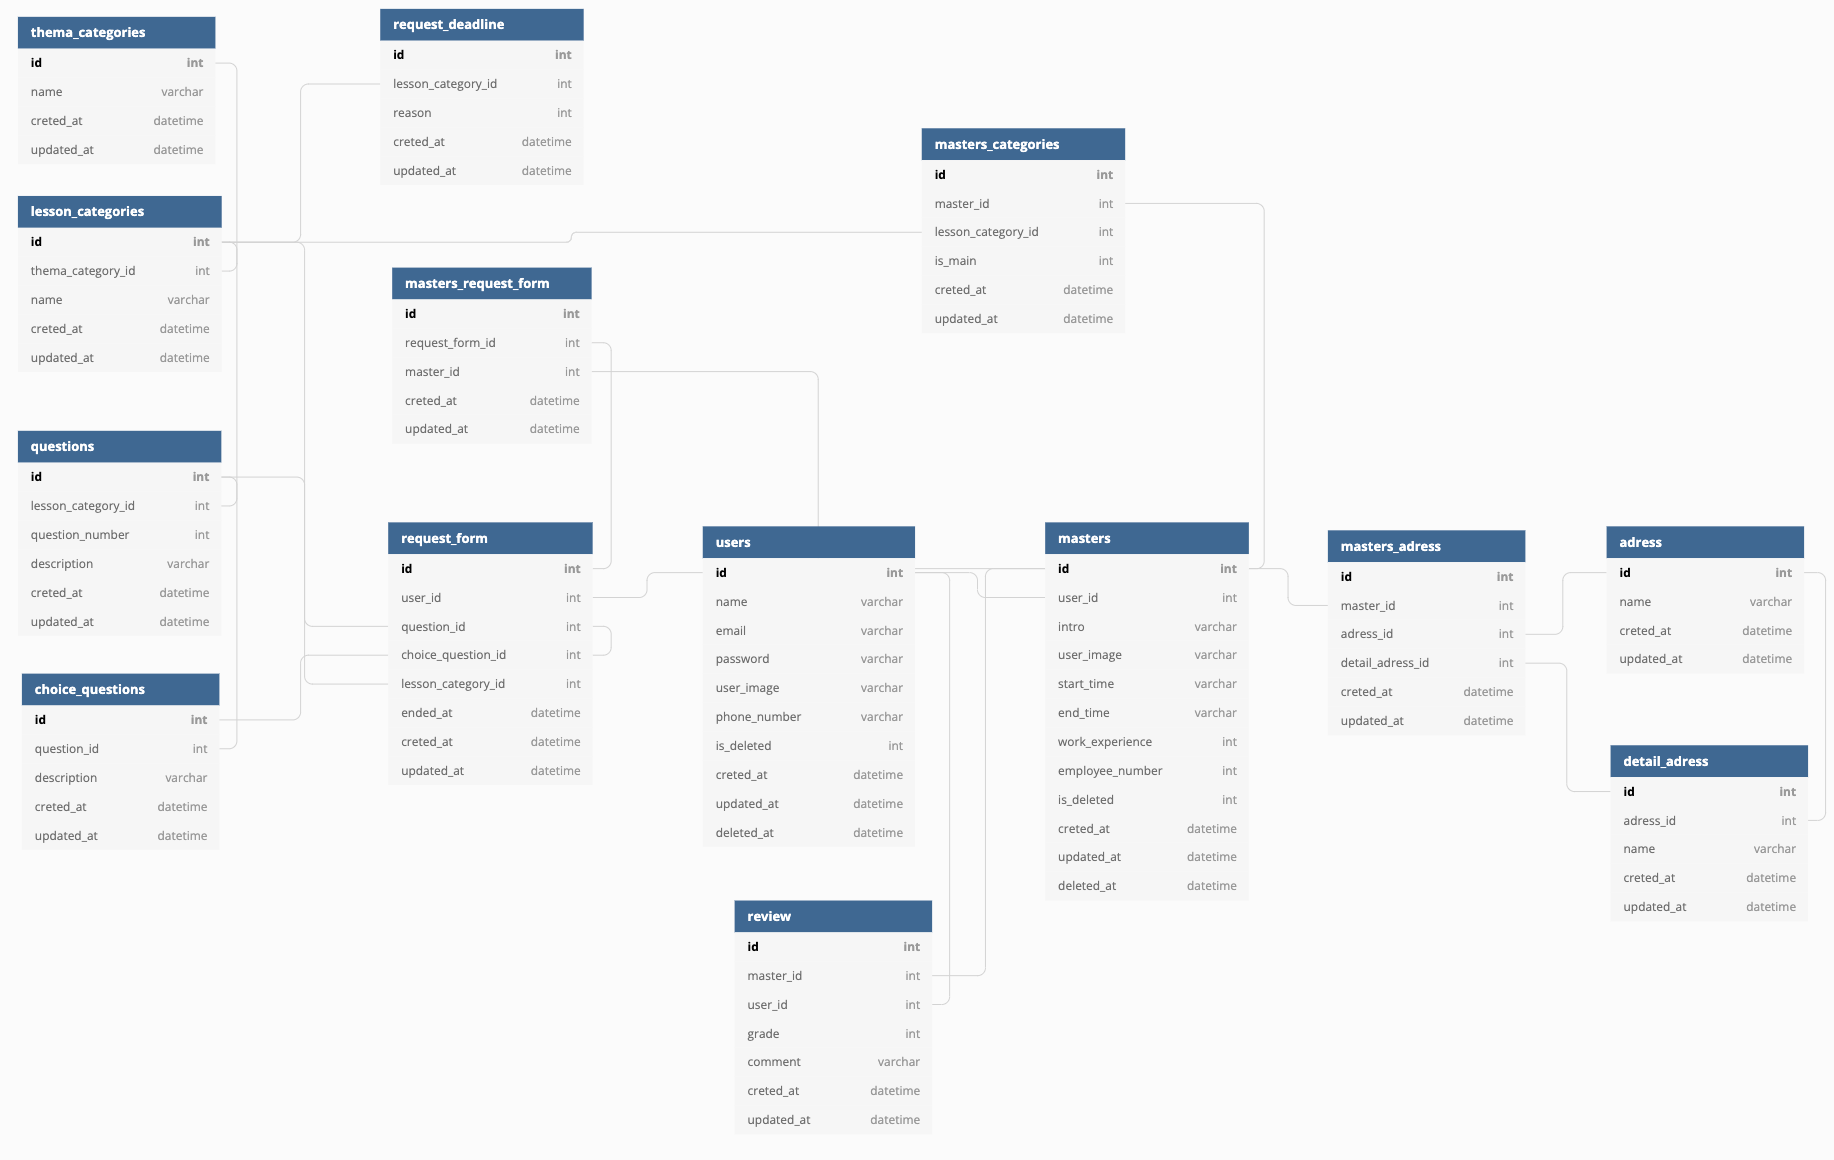 thema_categories
id int
name varchar
creted_at datetime
updated_at datetime
request_deadline
id int
lesson_category_id int
reason int
creted_at datetime
updated_at datetime
masters_categories
id int
master_id int
lesson_category_id int
is_main int
creted_at datetime
updated_at datetime
lesson_categories
id int
thema_category_id int
name varchar
creted_at datetime
updated_at datetime
masters_request_form
id int
request_form_id int
master_id int
creted_at datetime
updated_at datetime
questions
id int
lesson_category_id int
question_number int
description varchar
creted_at datetime
updated_at datetime
request_form
id int
user_id int
question_id int
choice_question_id int
lesson_category_id int
ended_at datetime
creted_at datetime
updated_at datetime
users
id int
name varchar
email varchar
password varchar
user_image varchar
phone_number varchar
is_deleted int
creted_at datetime
updated_at datetime
deleted_at datetime
masters
id int
user_id int
intro varchar
user_image varchar
start_time varchar
end_time varchar
work_experience int
employee_number int
is_deleted int
creted_at datetime
updated_at datetime
deleted_at datetime
masters_adress
id int
master_id int
adress_id int
detail_adress_id int
creted_at datetime
updated_at datetime
adress
id int
name varchar
creted_at datetime
updated_at datetime
choice_questions
id int
question_id int
description varchar
creted_at datetime
updated_at datetime
detail_adress
id int
adress_id int
name varchar
creted_at datetime
updated_at datetime
review
id int
master_id int
user_id int
grade int
comment varchar
creted_at datetime
updated_at datetime